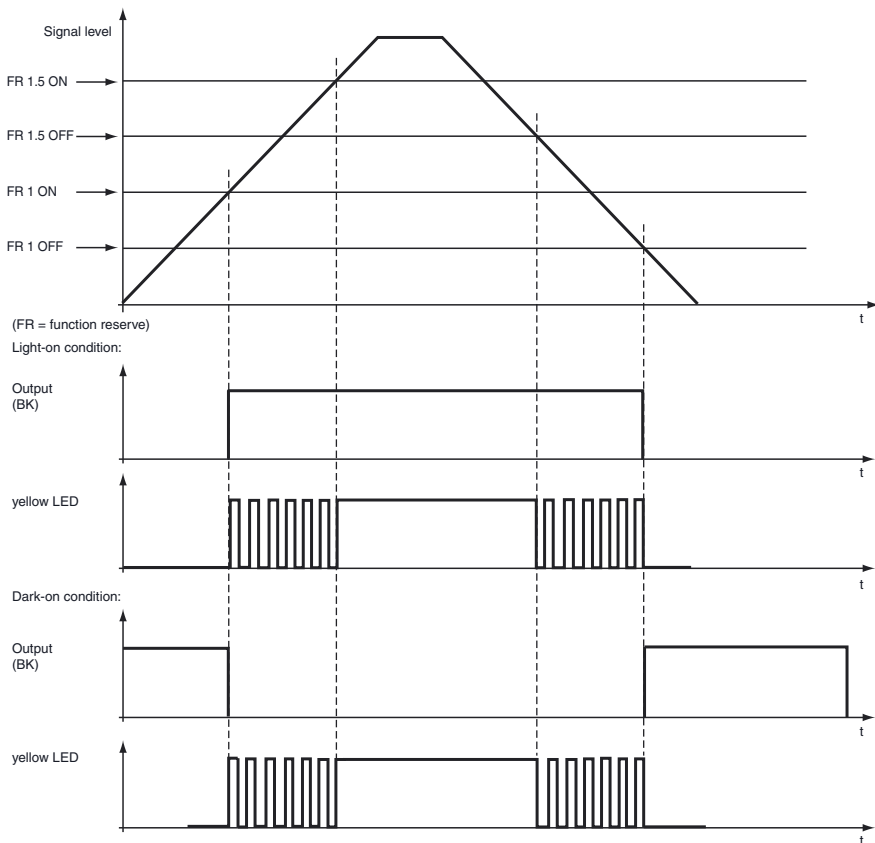 Signal level
FR 1.5 ON
FR 1.5 OFF
FR 1 ON
FR 1 OFF
t
(FR = function reserve)
Light-on condition:
Output
(BK)
t
yellow LED
t
Dark-on condition:
Output
(BK)
t
yellow LED
t